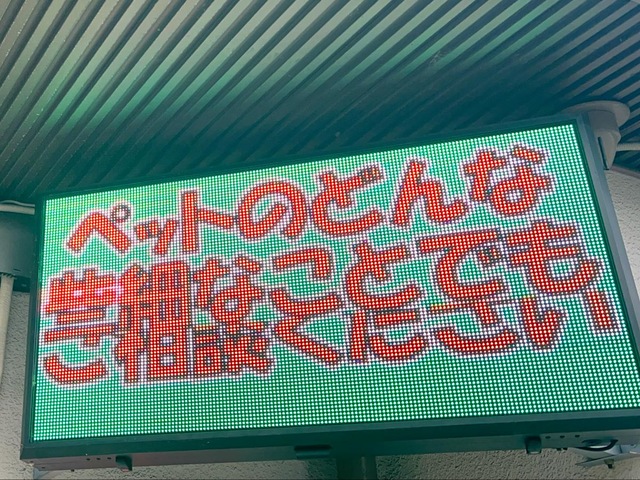 ペットのどんな
些細なことでも
ご相談ください